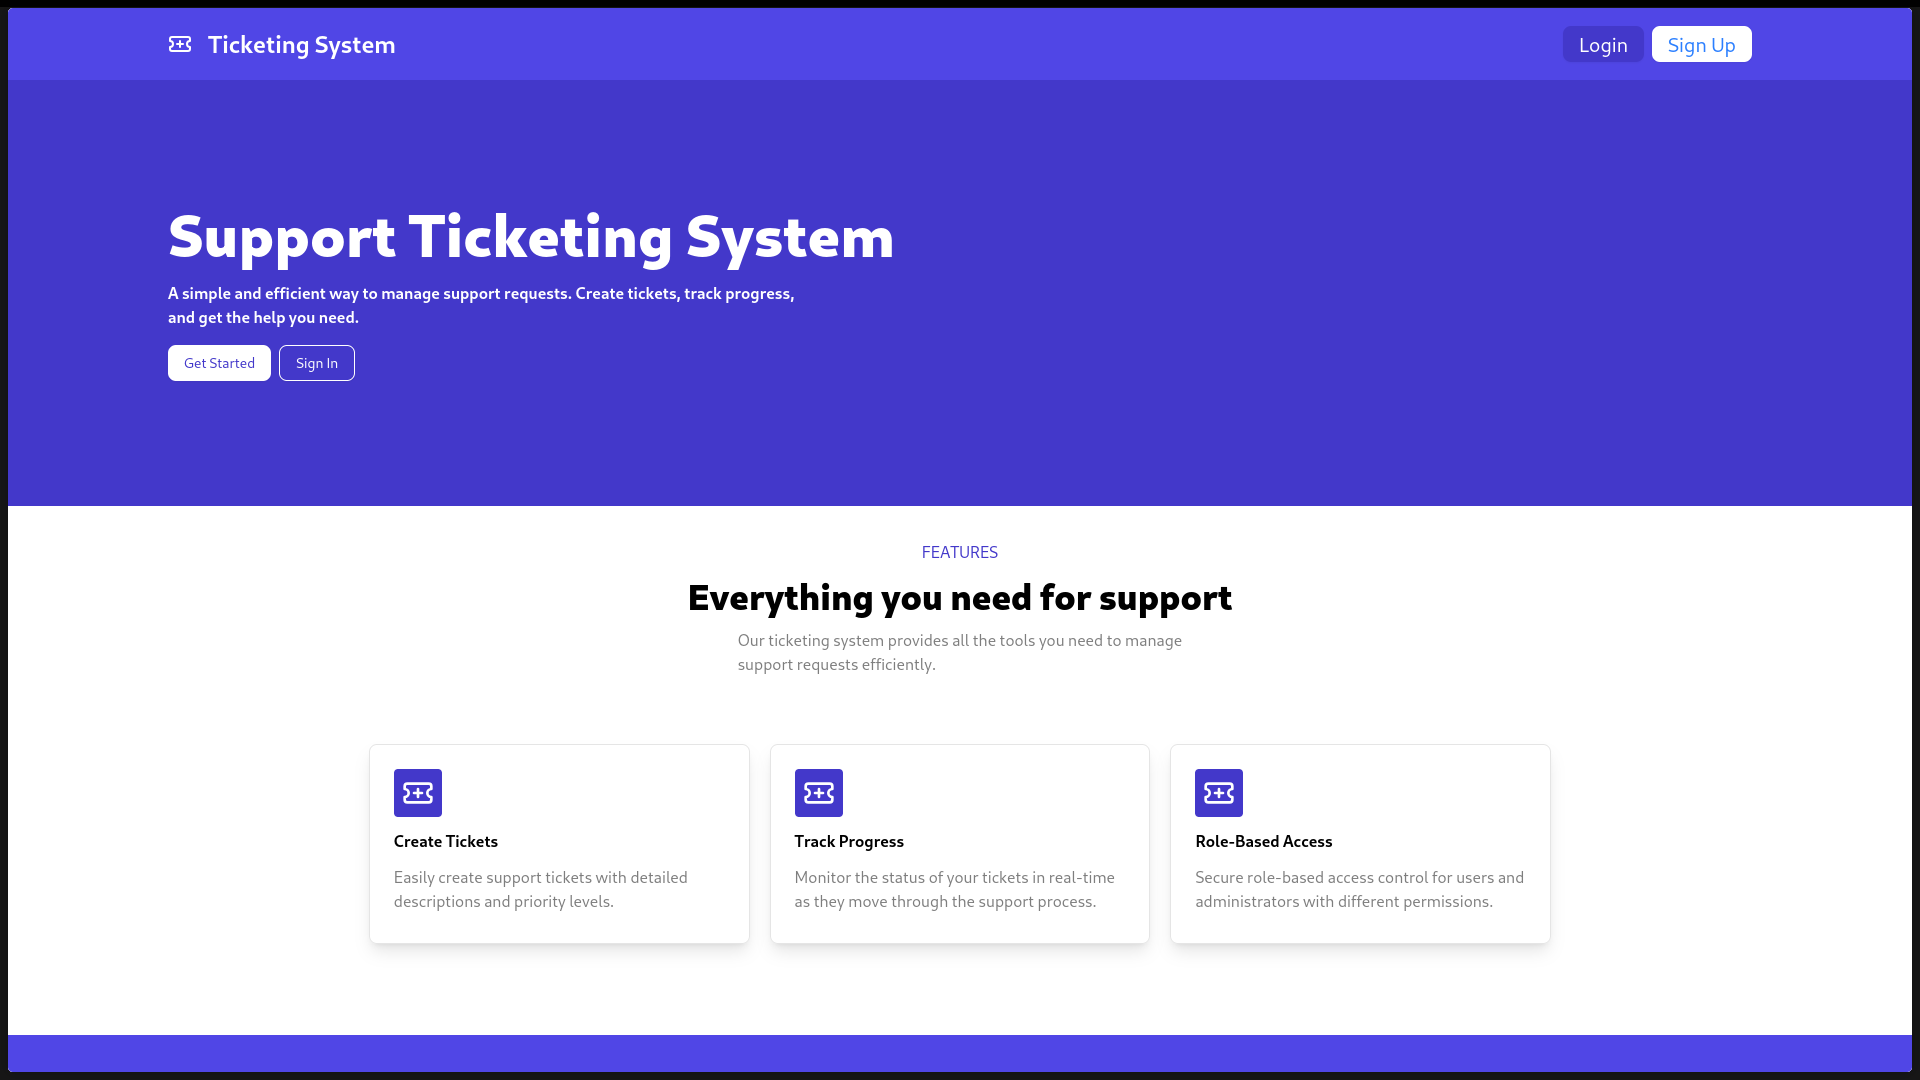 Ticketing System
Login
Sign Up
Support Ticketing System
A simple and efficient way to manage support requests. Create tickets, track progress,
and get the help you need.
Get Started
Sign In
FEATURES
Everything you need for support
Our ticketing system provides all the tools you need to manage
support requests efficiently.
Create Tickets
Easily create support tickets with detailed
descriptions and priority levels.
Track Progress
Monitor the status of your tickets in real-time
as they move through the support process.
Role-Based Access
Secure role-based access control for users and
administrators with different permissions.